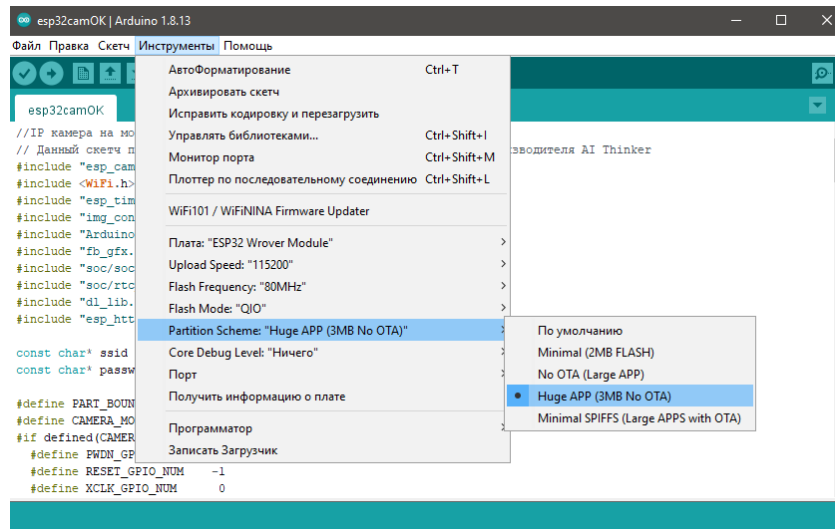 esp32camOK | Arduino 1.8.13
Файл Правка Скетч Инструменты Помощь
esp32camOK
АвтоФорматирование Ctrl+T
Архивировать скетч
Исправить кодировку и перезагрузить
Управлять библиотеками... Ctrl+Shift+I
Монитор порта Ctrl+Shift+M
Плоттер по последовательному соединению Ctrl+Shift+L
WiFi101 / WiFiNINA Firmware Updater
Плата: "ESP32 Wrover Module"
Upload Speed: "115200"
Flash Frequency: "80MHz"
Flash Mode: "QIO"
Partition Scheme: "Huge APP (3MB No OTA)"
Core Debug Level: "Ничего"
Порт
Получить информацию о плате
Программатор
Записать Загрузчик
По умолчанию
Minimal (2MB FLASH)
No OTA (Large APP)
Huge APP (3MB No OTA)
Minimal SPIFFS (Large APPS with OTA)
//IP камера на мо
// Данный скетч п зводителя AI Thinker
#include "esp_cam
#include <WiFi.h>
#include "esp_tim
#include "img_con
#include "Arduino
#include "fb_gfx.
#include "soc/soc
#include "soc/rtc
#include "dl_lib.
#include "esp_htt
const char* ssid
const char* passw
#define PART_BOUN
#define CAMERA_MO
#if defined(CAMER
#define PWDN_GP
#define RESET_GPIO_NUM -1
#define XCLK_GPIO_NUM 0